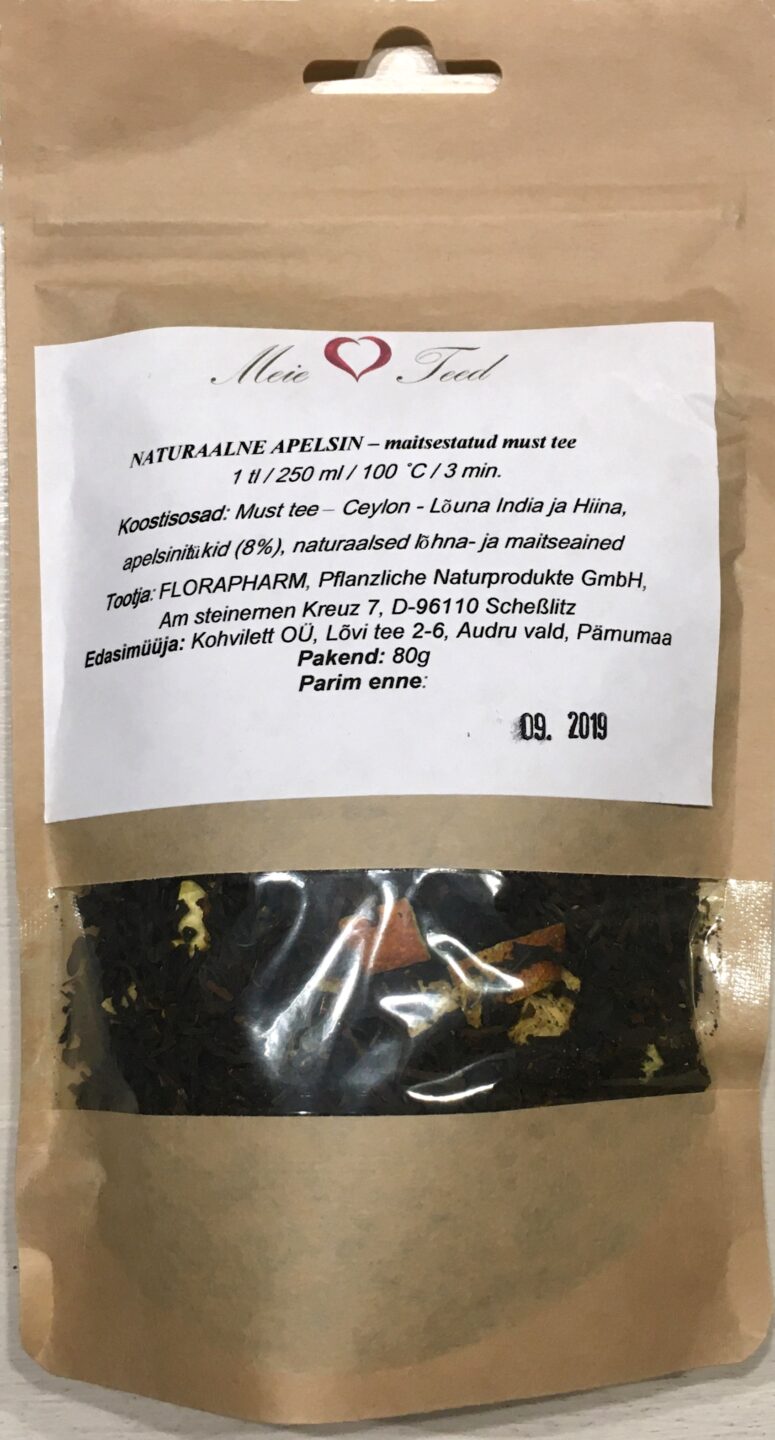 Meie Teed
NATURAALNE APELSIN – maitsestatud must tee
1 tl / 250 ml / 100 ˚C / 3 min.
Koostisosad: Must tee – Ceylon - Lõuna India ja Hiina,
apelsinitükid (8%), naturaalsed lõhna- ja maitseained
Tootja: FLORAPHARM, Pflanzliche Naturprodukte GmbH,
Am steinernen Kreuz 7, D-96110 Scheßlitz
Edasimüüja: Kohvilett OÜ, Lõvi tee 2-6, Audru vald, Pärnumaa
Pakend: 80g
Parim enne:
09. 2019